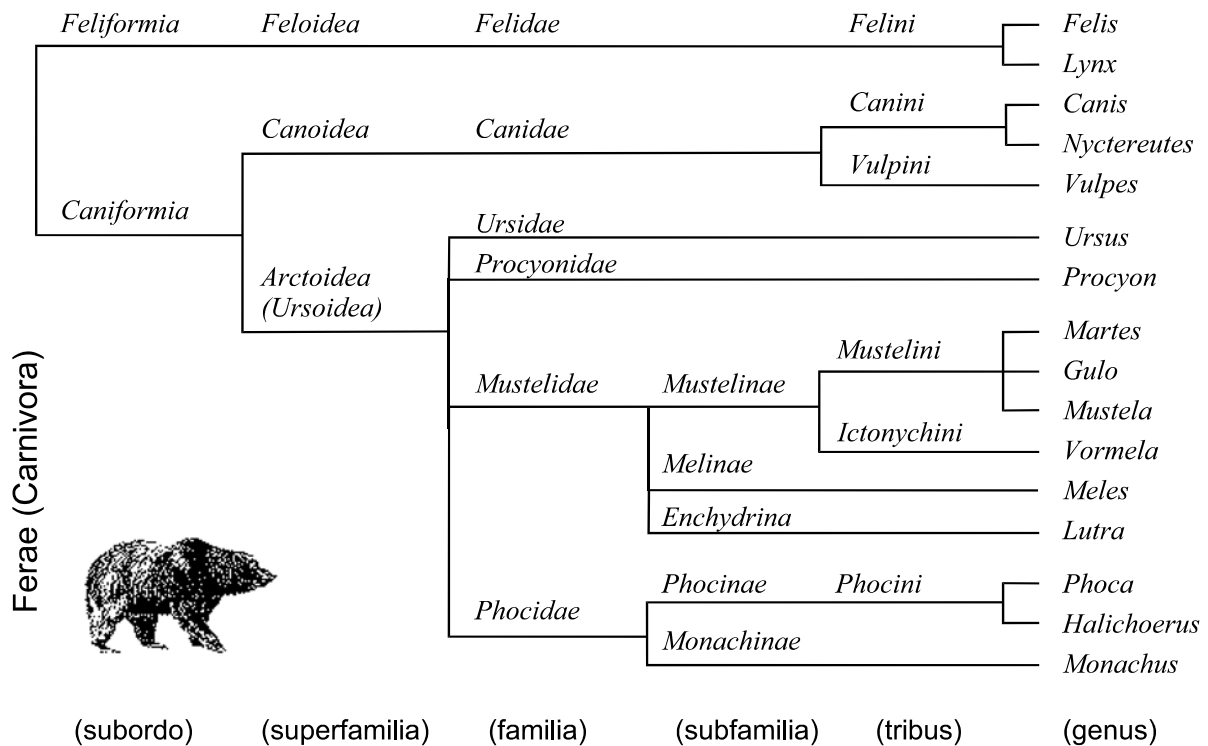 Feliformia Feloidea Felidae Felini Felis
Lynx
Canini Canis
Canoidea Canidae
Nyctereutes
Vulpini
Vulpes
Caniformia
Ursidae
Ursus
Arctoidea
(Ursoidea)
Procyonidae
Procyon
Martes
Mustelini
Gulo
Mustelidae Mustelinae
Mustela
Ictonychini
Vormela
Melinae
Meles
Enchydrina
Lutra
Phocinae Phocini Phoca
Phocidae
Halichoerus
Monachinae
Monachus
Ferae (Carnivora)
(subordo) (superfamilia) (familia) (subfamilia) (tribus) (genus)